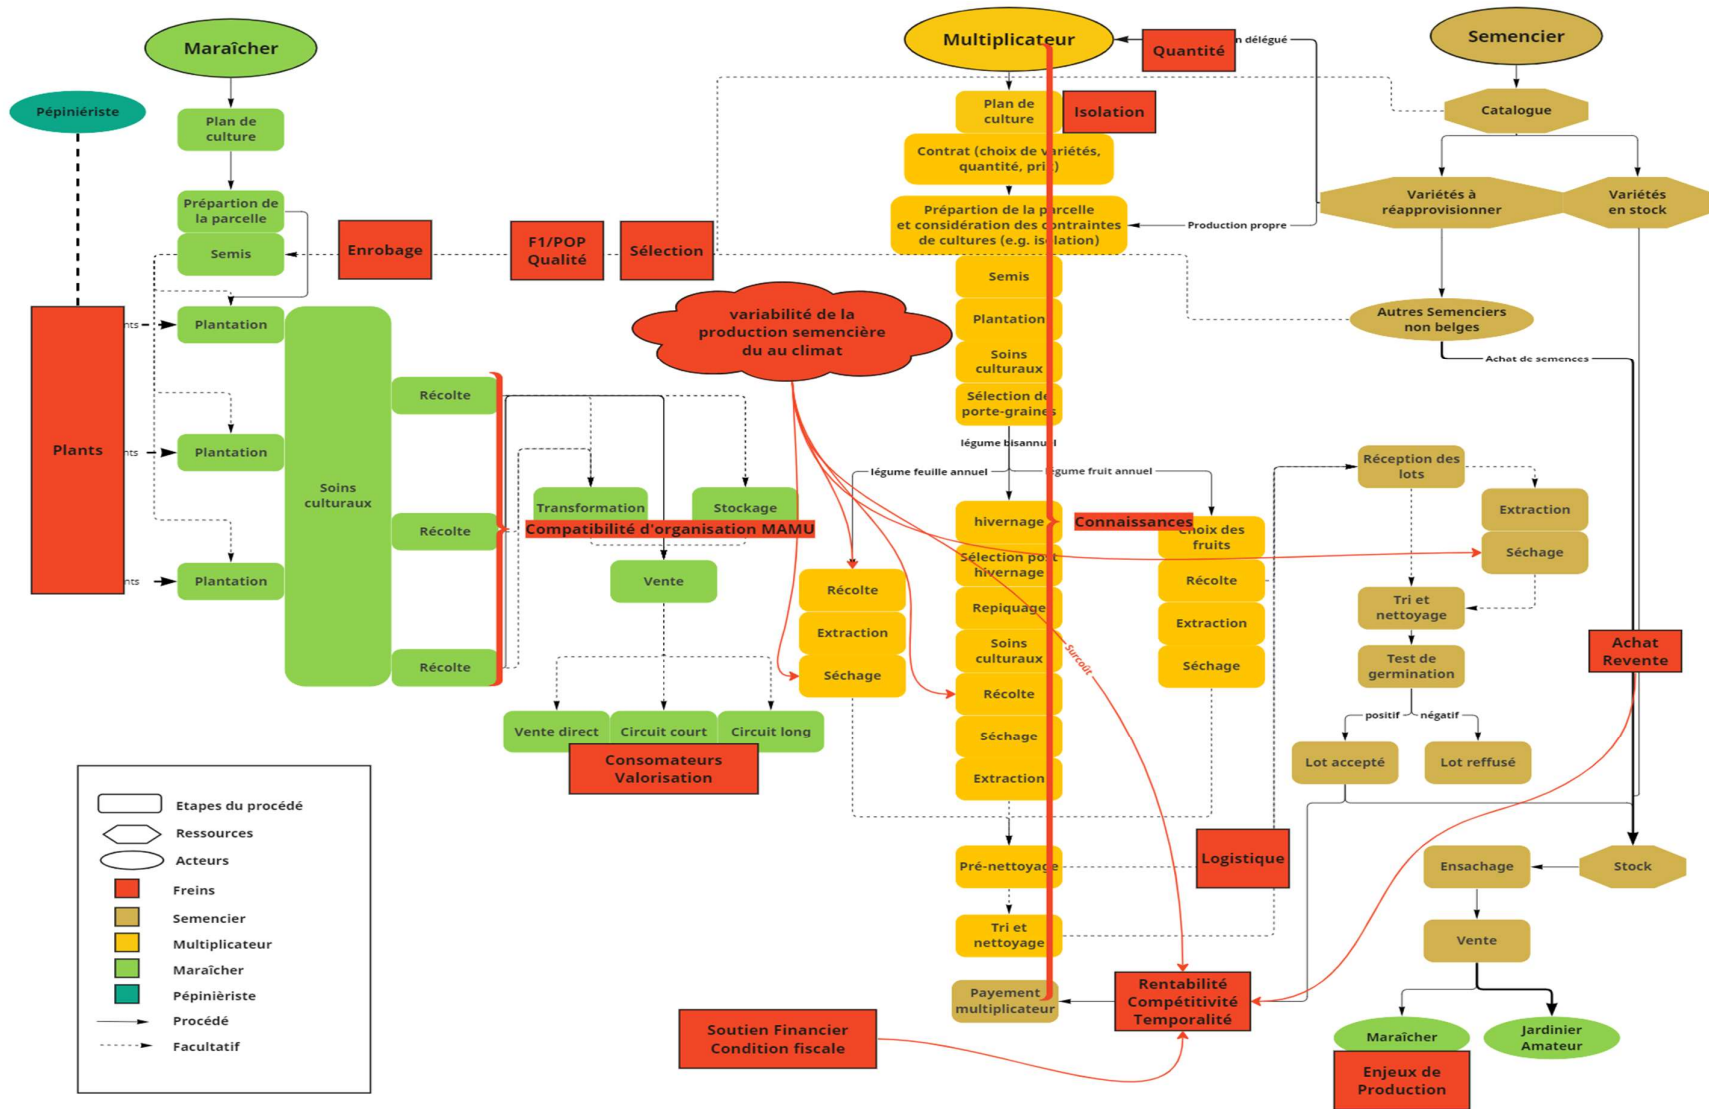 Maraîcher
Multiplicateur
Quantité
n délégué
Semencier
Pépiniériste
Plan de
culture
Plan de
culture
Isolation
Catalogue
Contrat (choix de variétés,
quantité, prix)
Prépartion de
la parcelle
Prépartion de la parcelle
et considération des contraintes
de cultures (e.g. isolation)
Production propre
Variétés à
réapprovisionner
Variétés
en stock
Semis
Enrobage
F1/POP
Qualité
Sélection
Semis
variabilité de la
production semencière
du au climat
Plantation
Plantation
Autres Semenciers
non belges
Achat de semences
Soins
culturaux
Sélection de
porte-graines
Récolte
Plants
nts
nts
nts
Plantation
Soins
culturaux
légume bisannuel
légume feuille annuel
légume fruit annuel
Réception des
lots
Transformation
Stockage
Compatibilité d'organisation MAMU
Récolte
hivernage
Connaissances
Choix des
fruits
Extraction
Séchage
Sélection post
hivernage
Plantation
Vente
Récolte
Extraction
Séchage
Repiquage
Soins
culturaux
Récolte
Séchage
Extraction
Récolte
Extraction
Séchage
Surcoût
Tri et
nettoyage
Test de
germination
Achat
Revente
Récolte
positif
négatif
Vente direct
Circuit court
Circuit long
Consomateurs
Valorisation
Lot accepté
Lot reffusé
Pré-nettoyage
Logistique
Ensachage
Stock
Tri et
nettoyage
Vente
Payement
multiplicateur
Rentabilité
Compétitivité
Temporalité
Soutien Financier
Condition fiscale
Maraîcher
Jardinier
Amateur
Enjeux de
Production
Etapes du procédé
Ressources
Acteurs
Freins
Semencier
Multiplicateur
Maraîcher
Pépinièriste
Procédé
Facultatif